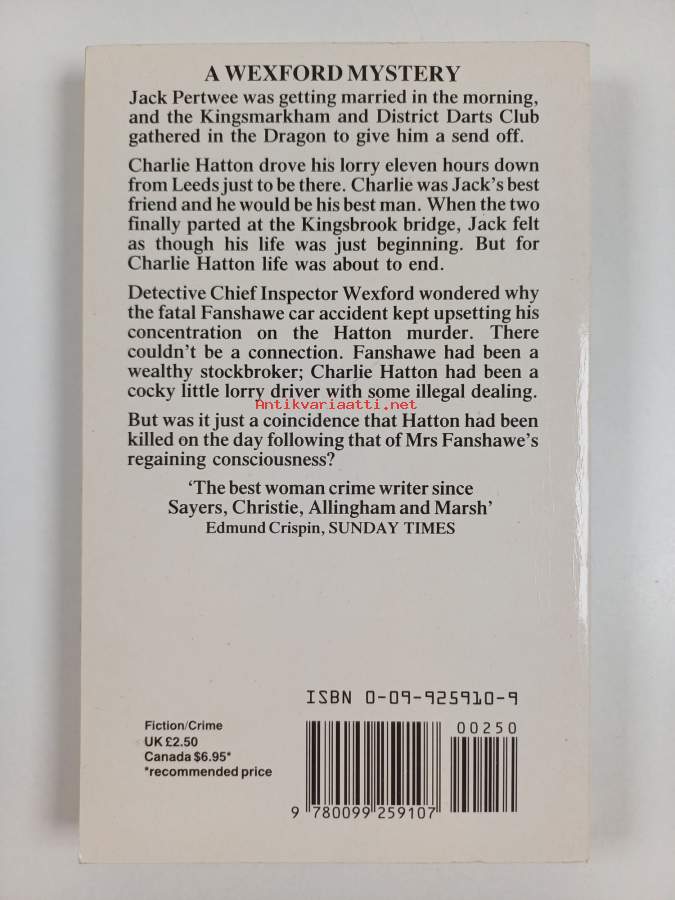 A WEXFORD MYSTERY
Jack Pertwee was getting married in the morning,
and the Kingsmarkham and District Darts Club
gathered in the Dragon to give him a send off.
Charlie Hatton drove his lorry eleven hours down
from Leeds just to be there. Charlie was Jack's best
friend and he would be his best man. When the two
finally parted at the Kingsbrook bridge, Jack felt
as though his life was just beginning. But for
Charlie Hatton life was about to end.
Detective Chief Inspector Wexford wondered why
the fatal Fanshawe car accident kept upsetting his
concentration on the Hatton murder. There
couldn't be a connection. Fanshawe had been a
wealthy stockbroker; Charlie Hatton had been a
cocky little lorry driver with some illegal dealing.
Antikvariaatti.net
But was it just a coincidence that Hatton had been
killed on the day following that of Mrs Fanshawe's
regaining consciousness?
'The best woman crime writer since
Sayers, Christie, Allingham and Marsh'
Edmund Crispin, SUNDAY TIMES
ISBN 0-09-925910-9
00250
Fiction/Crime
UK £2.50
Canada $6.95*
*recommended price
9 780099 259107